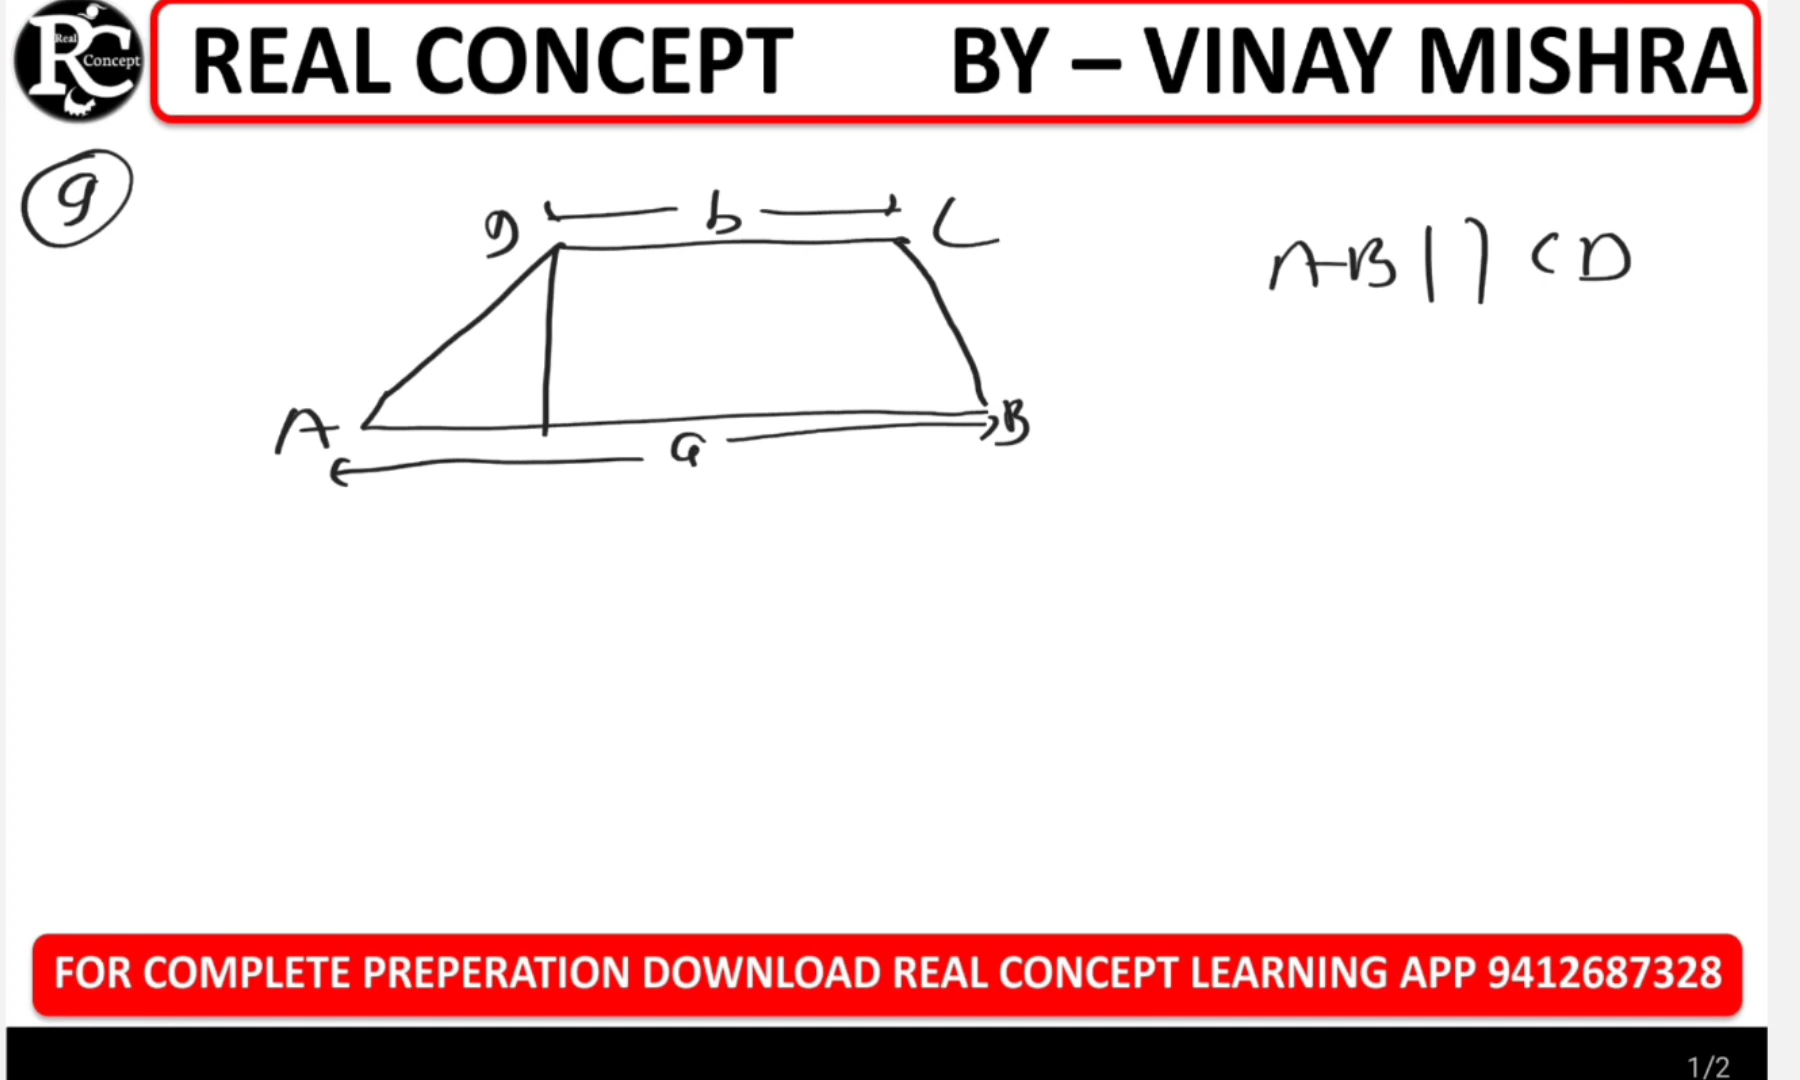 Real
Concept
RC
REAL CONCEPT BY – VINAY MISHRA
9
D b C
AB || CD
A a B
FOR COMPLETE PREPERATION DOWNLOAD REAL CONCEPT LEARNING APP 9412687328
1/2